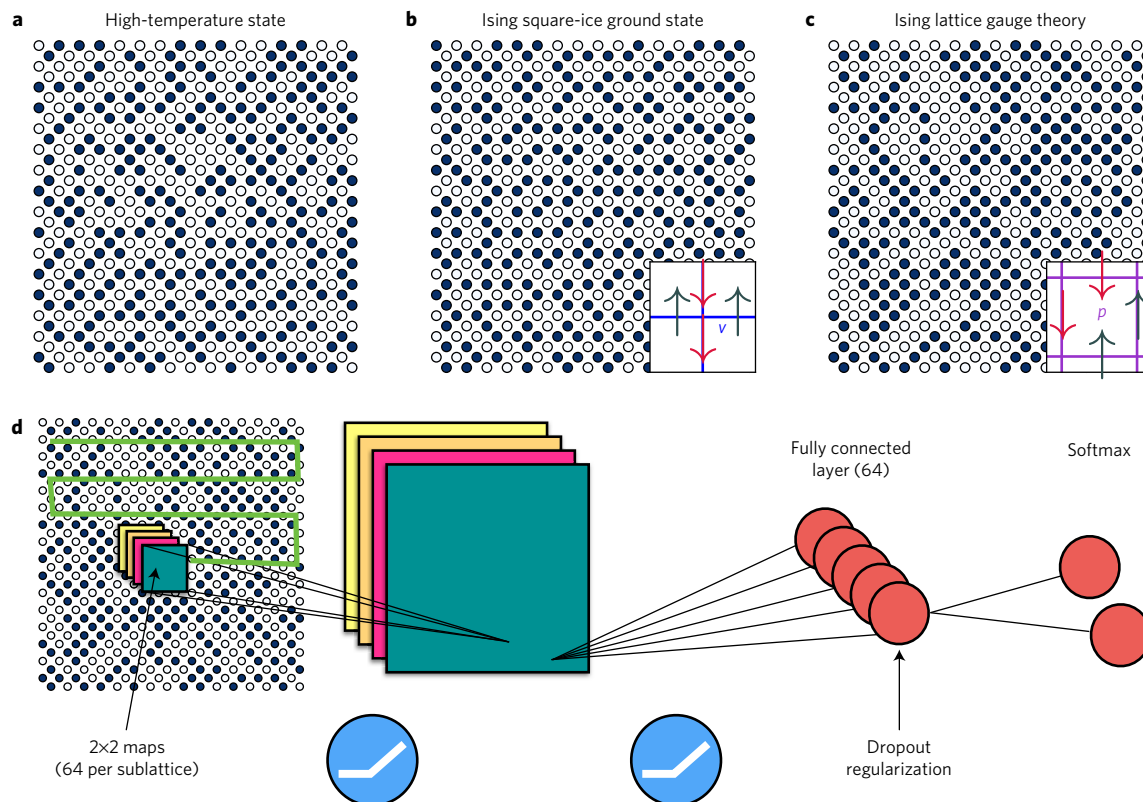 a
High-temperature state
b
Ising square-ice ground state
v
c
Ising lattice gauge theory
p
d
Fully connected
layer (64)
Softmax
2×2 maps
(64 per sublattice)
Dropout
regularization